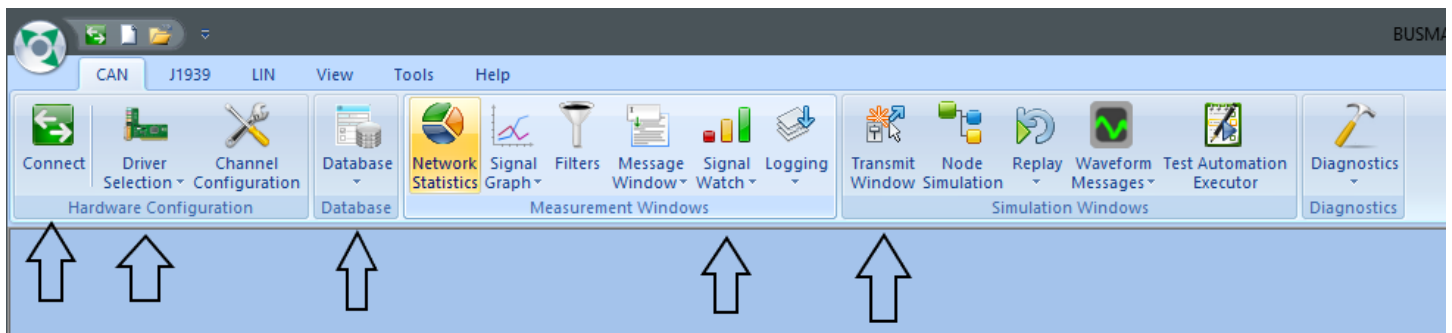 BUSMA
CAN J1939 LIN View Tools Help
Connect Driver Selection Channel Configuration Database Network Statistics Signal Graph Filters Message Window Signal Watch Logging Transmit Window Node Simulation Replay Waveform Messages Test Automation Executor Diagnostics
Hardware Configuration Database Measurement Windows Simulation Windows Diagnostics